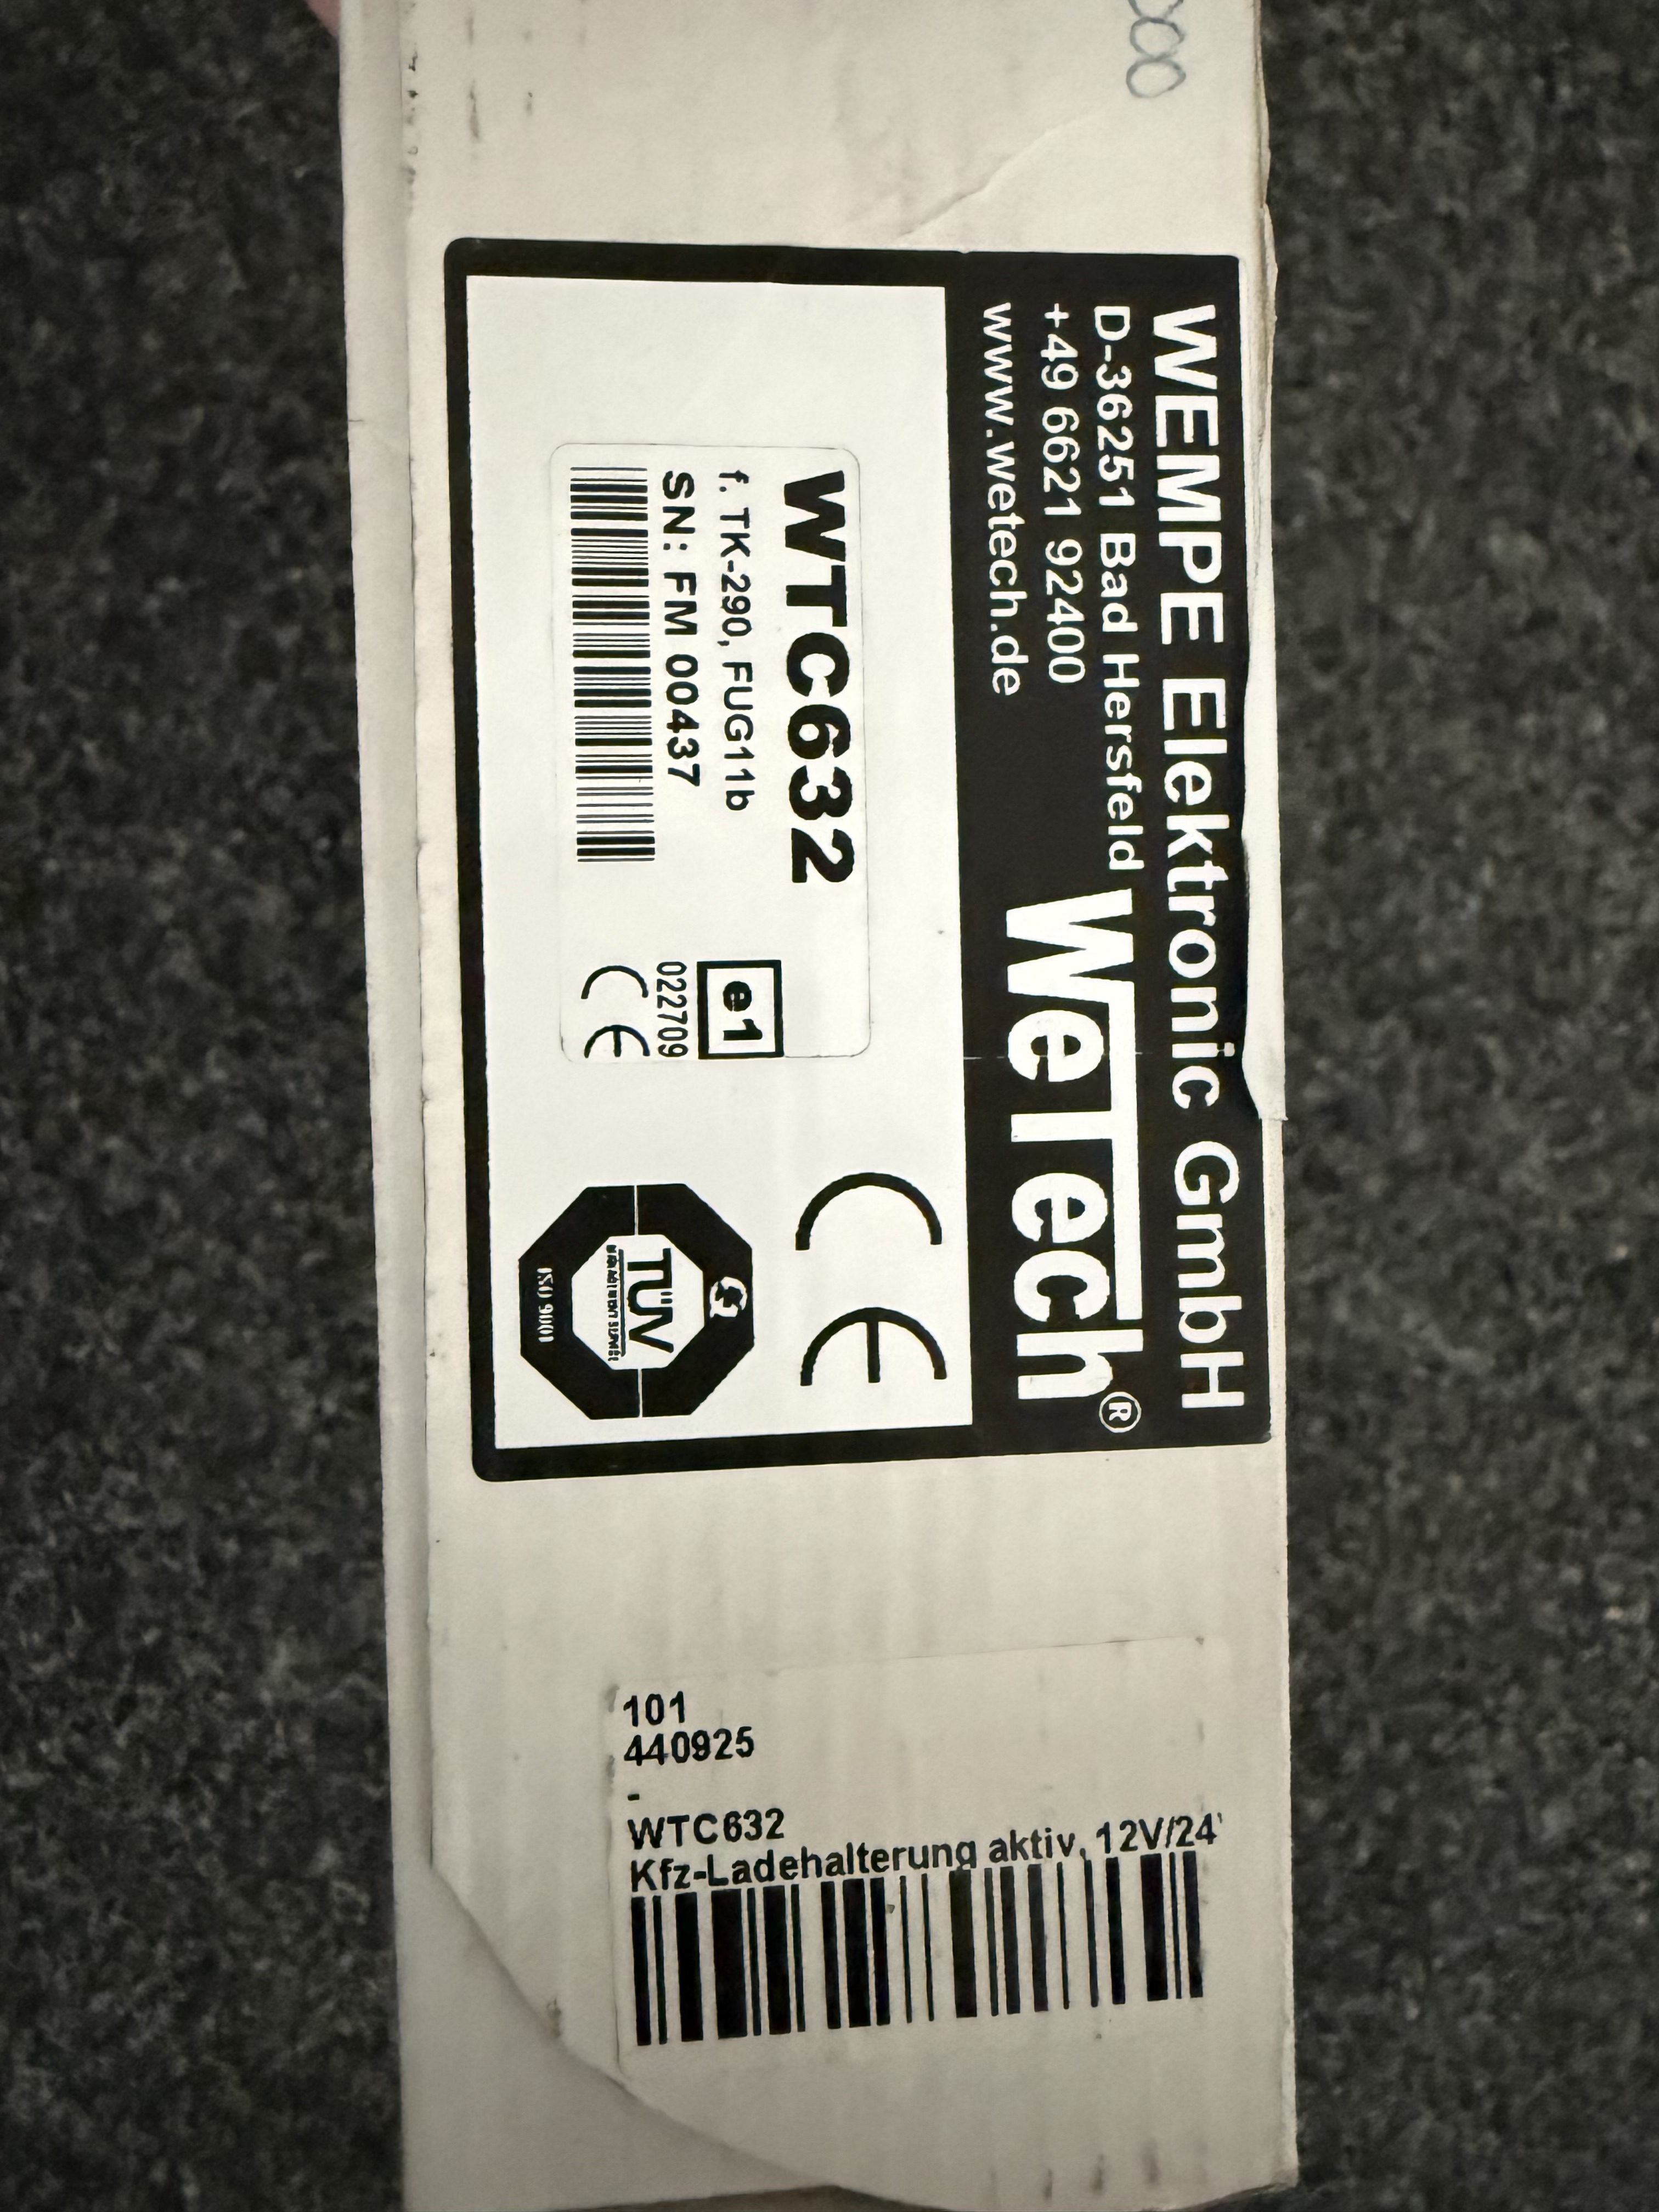 WEMPE Elektronic GmbH
D-36251 Bad Hersfeld
+49 6621 92400
www.wetech.de
WeTech®
WTC632
f. TK-290, FUG11b
SN: FM 00437
e1
022709
CE
CE
TÜV
ISO 9001
101
440925
-
WTC632
Kfz-Ladehalterung aktiv, 12V/24